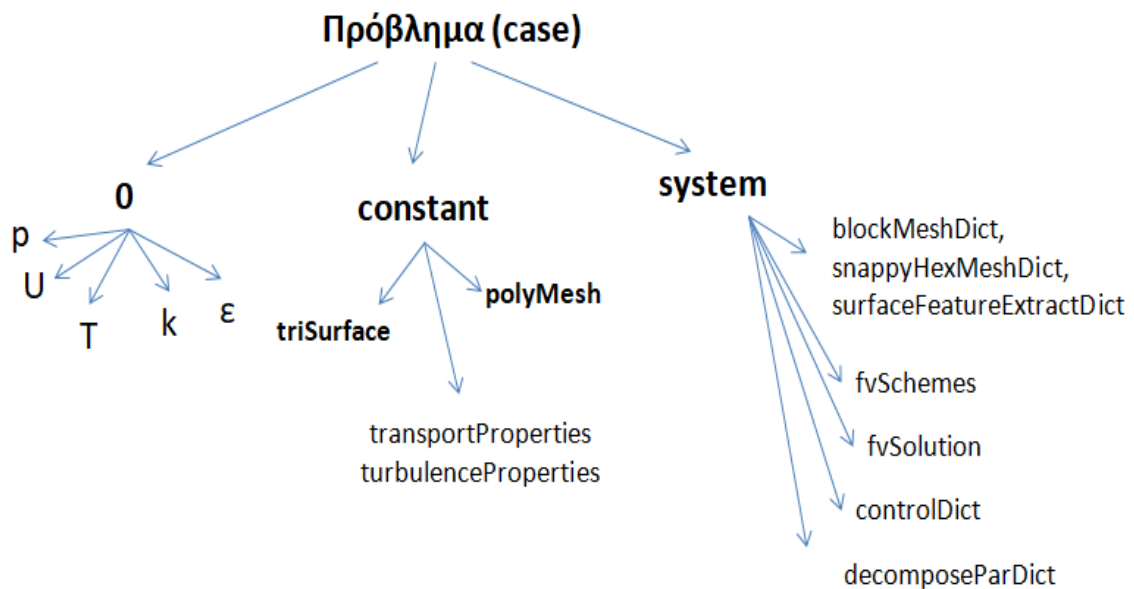 Πρόβλημα (case)
0
constant
system
p
U
T
k
ε
triSurface
polyMesh
transportProperties
turbulenceProperties
blockMeshDict,
snappyHexMeshDict,
surfaceFeatureExtractDict
fvSchemes
fvSolution
controlDict
decomposeParDict